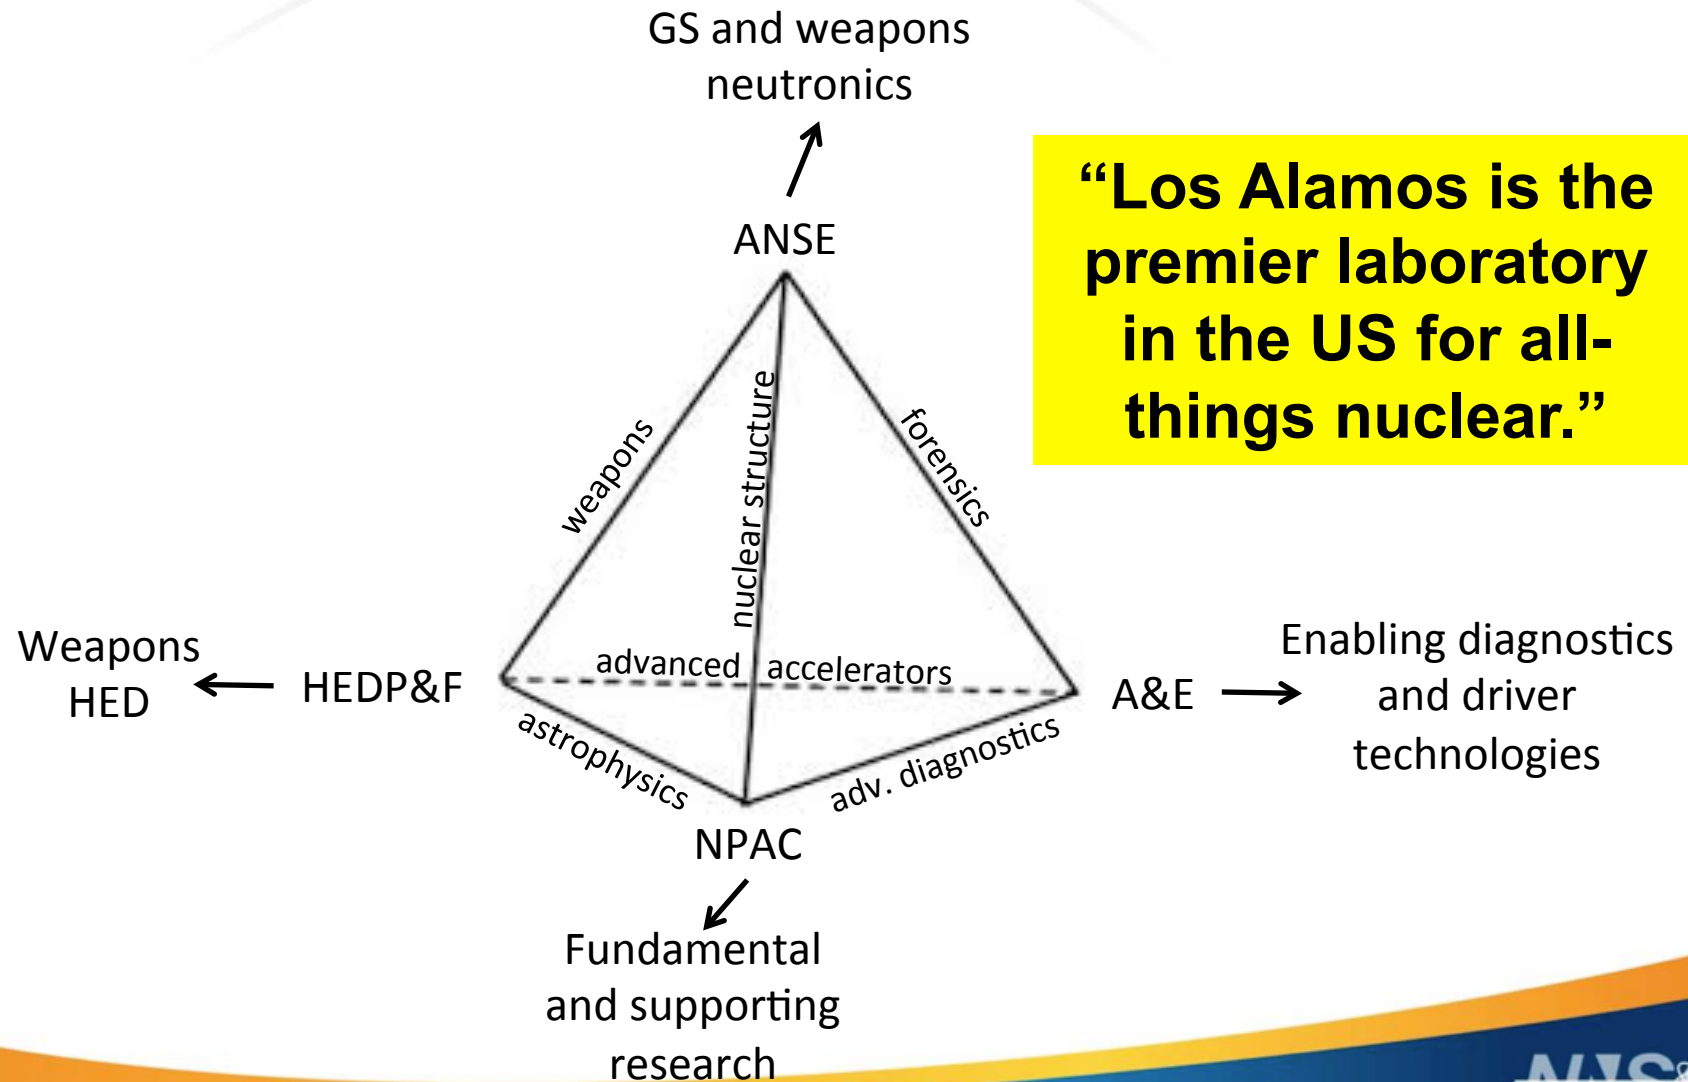 GS and weapons
neutronics
“Los Alamos is the
premier laboratory
in the US for all-
things nuclear.”
ANSE
weapons
nuclear structure
forensics
Weapons
HED
HEDP&F
advanced accelerators
A&E
Enabling diagnostics
and driver
technologies
astrophysics
adv. diagnostics
NPAC
Fundamental
and supporting
research